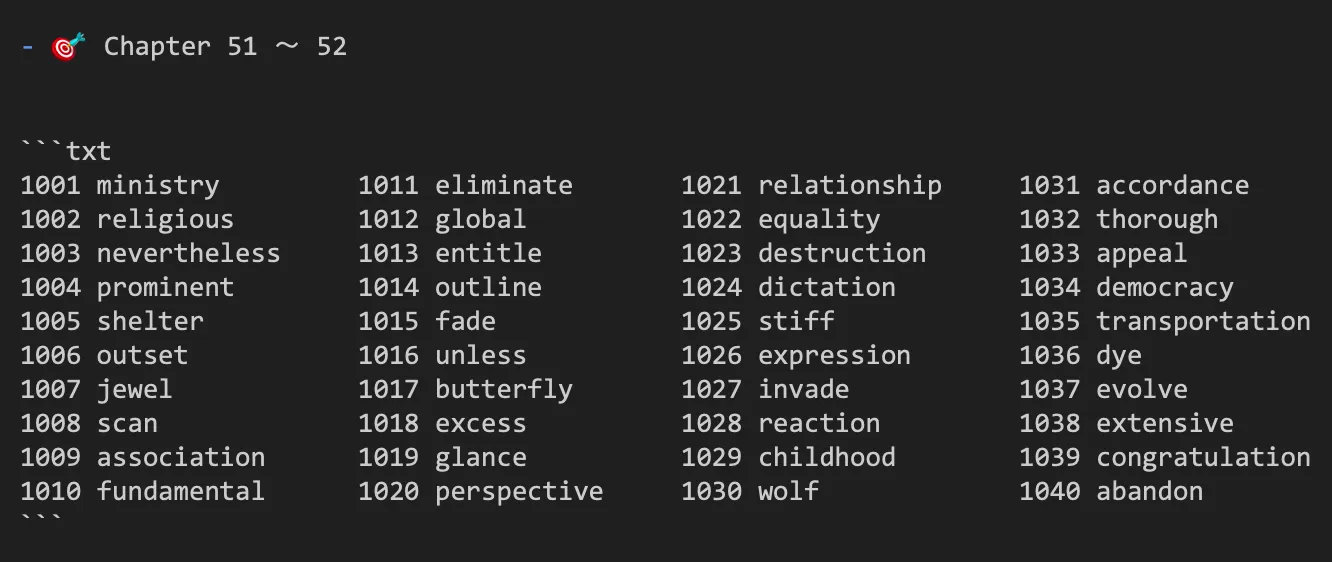 - 🎯 Chapter 51 ～ 52
```txt
1001 ministry 1011 eliminate 1021 relationship 1031 accordance
1002 religious 1012 global 1022 equality 1032 thorough
1003 nevertheless 1013 entitle 1023 destruction 1033 appeal
1004 prominent 1014 outline 1024 dictation 1034 democracy
1005 shelter 1015 fade 1025 stiff 1035 transportation
1006 outset 1016 unless 1026 expression 1036 dye
1007 jewel 1017 butterfly 1027 invade 1037 evolve
1008 scan 1018 excess 1028 reaction 1038 extensive
1009 association 1019 glance 1029 childhood 1039 congratulation
1010 fundamental 1020 perspective 1030 wolf 1040 abandon
```